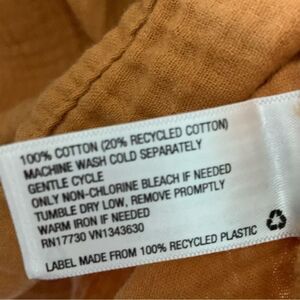 100% COTTON (20% RECYCLED COTTON)
MACHINE WASH COLD SEPARATELY
GENTLE CYCLE
ONLY NON-CHLORINE BLEACH IF NEEDED
TUMBLE DRY LOW, REMOVE PROMPTLY
WARM IRON IF NEEDED
RN17730 VN1343630
LABEL MADE FROM 100% RECYCLED PLASTIC